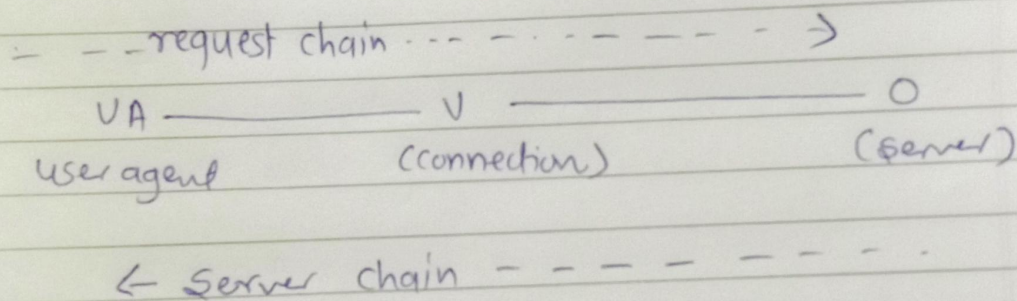 request chain
UA V O
user agent (connection) (server)
← Server chain